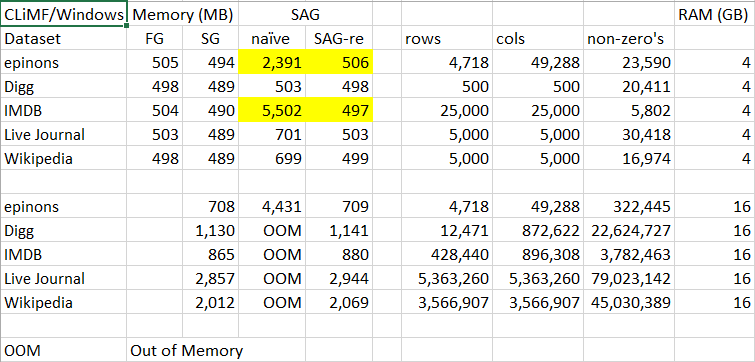 CLiMF/Windows Memory (MB) SAG RAM (GB)
Dataset FG SG naïve SAG-re rows cols non-zero's
epinons 505 494 2,391 506 4,718 49,288 23,590 4
Digg 498 489 503 498 500 500 20,411 4
IMDB 504 490 5,502 497 25,000 25,000 5,802 4
Live Journal 503 489 701 503 5,000 5,000 30,418 4
Wikipedia 498 489 699 499 5,000 5,000 16,974 4
epinons 708 4,431 709 4,718 49,288 322,445 16
Digg 1,130 OOM 1,141 12,471 872,622 22,624,727 16
IMDB 865 OOM 880 428,440 896,308 3,782,463 16
Live Journal 2,857 OOM 2,944 5,363,260 5,363,260 79,023,142 16
Wikipedia 2,012 OOM 2,069 3,566,907 3,566,907 45,030,389 16
OOM Out of Memory